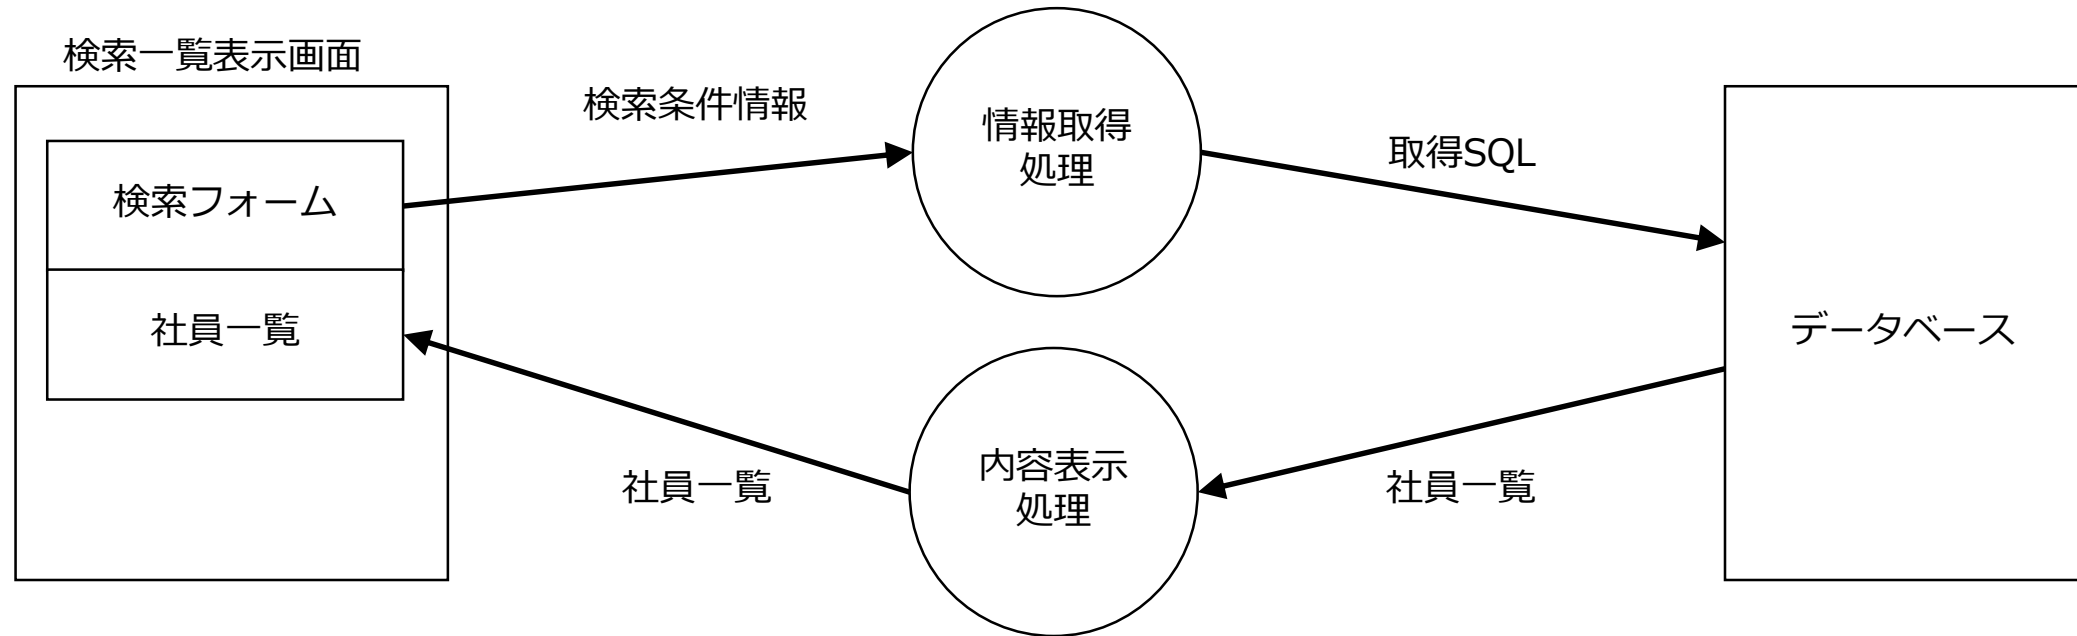 検索一覧表示画面
検索フォーム
社員一覧
検索条件情報
情報取得
処理
取得SQL
データベース
社員一覧
内容表示
処理
社員一覧